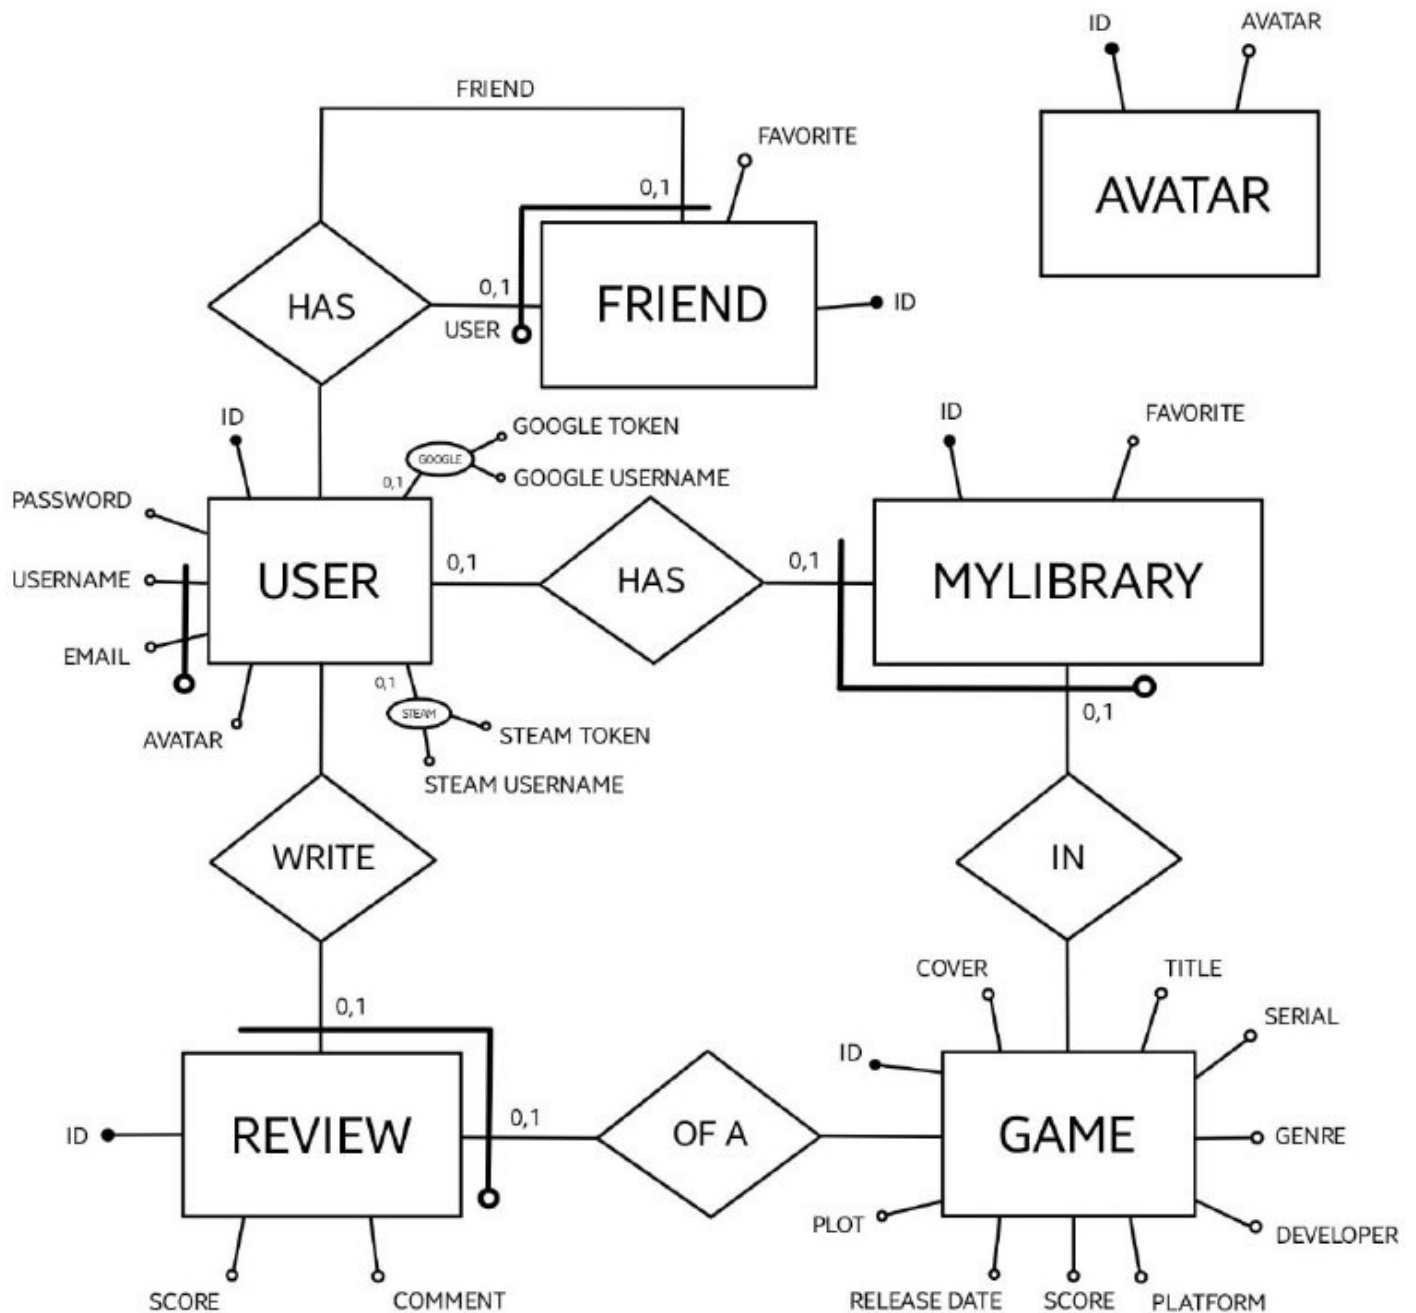 ID
AVATAR
AVATAR
FRIEND
FAVORITE
0,1
HAS
0,1
USER
FRIEND
ID
ID
GOOGLE TOKEN
GOOGLE
GOOGLE USERNAME
0,1
ID
FAVORITE
PASSWORD
USERNAME
USER
0,1
HAS
0,1
MYLIBRARY
EMAIL
AVATAR
0,1
STEAM
STEAM TOKEN
STEAM USERNAME
0,1
WRITE
IN
0,1
COVER
TITLE
SERIAL
ID
ID
REVIEW
0,1
OF A
GAME
GENRE
PLOT
DEVELOPER
SCORE
COMMENT
RELEASE DATE
SCORE
PLATFORM